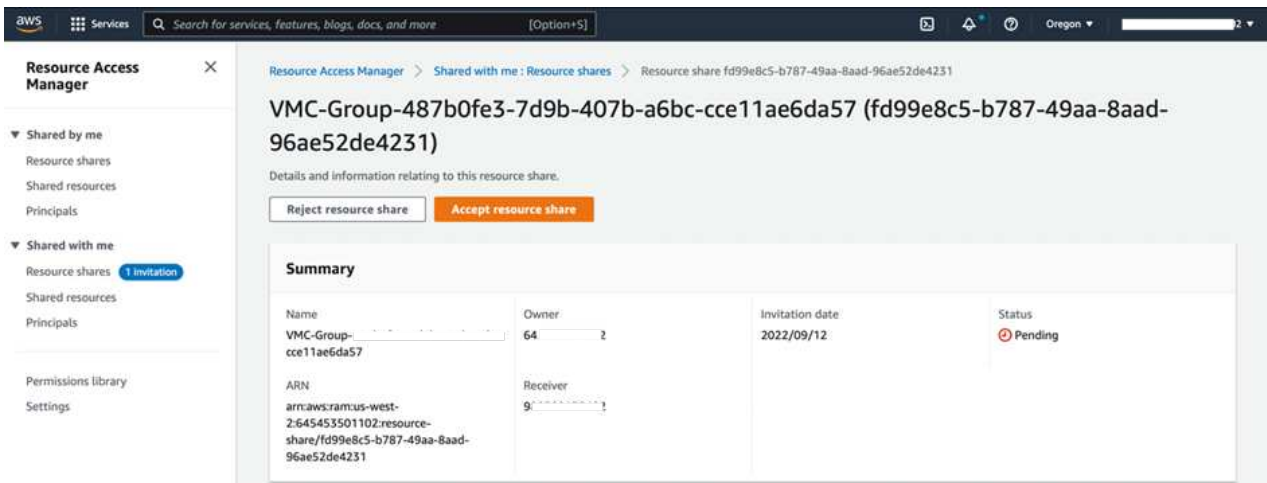 aws Services Search for services, features, blogs, docs, and more [Option+S] Oregon 2
Resource Access
Manager
Shared by me
Resource shares
Shared resources
Principals
Shared with me
Resource shares 1 invitation
Shared resources
Principals
Permissions library
Settings
Resource Access Manager > Shared with me : Resource shares > Resource share fd99e8c5-b787-49aa-8aad-96ae52de4231
VMC-Group-487b0fe3-7d9b-407b-a6bc-cce11ae6da57 (fd99e8c5-b787-49aa-8aad-
96ae52de4231)
Details and information relating to this resource share.
Reject resource share Accept resource share
Summary
Name
VMC-Group-
cce11ae6da57
Owner
64 2
Invitation date
2022/09/12
Status
Pending
ARN
arn:aws:ram:us-west-
2:645453501102:resource-
share/fd99e8c5-b787-49aa-8aad-
96ae52de4231
Receiver
9 2